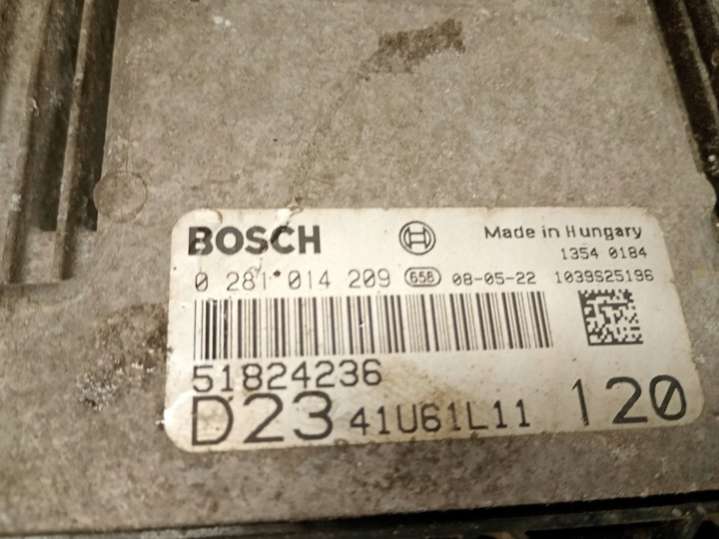 BOSCH
Made in Hungary
1354 0184
0 281 014 209 658 08-05-22 1039S25196
51824236
D23 41U61L11 120